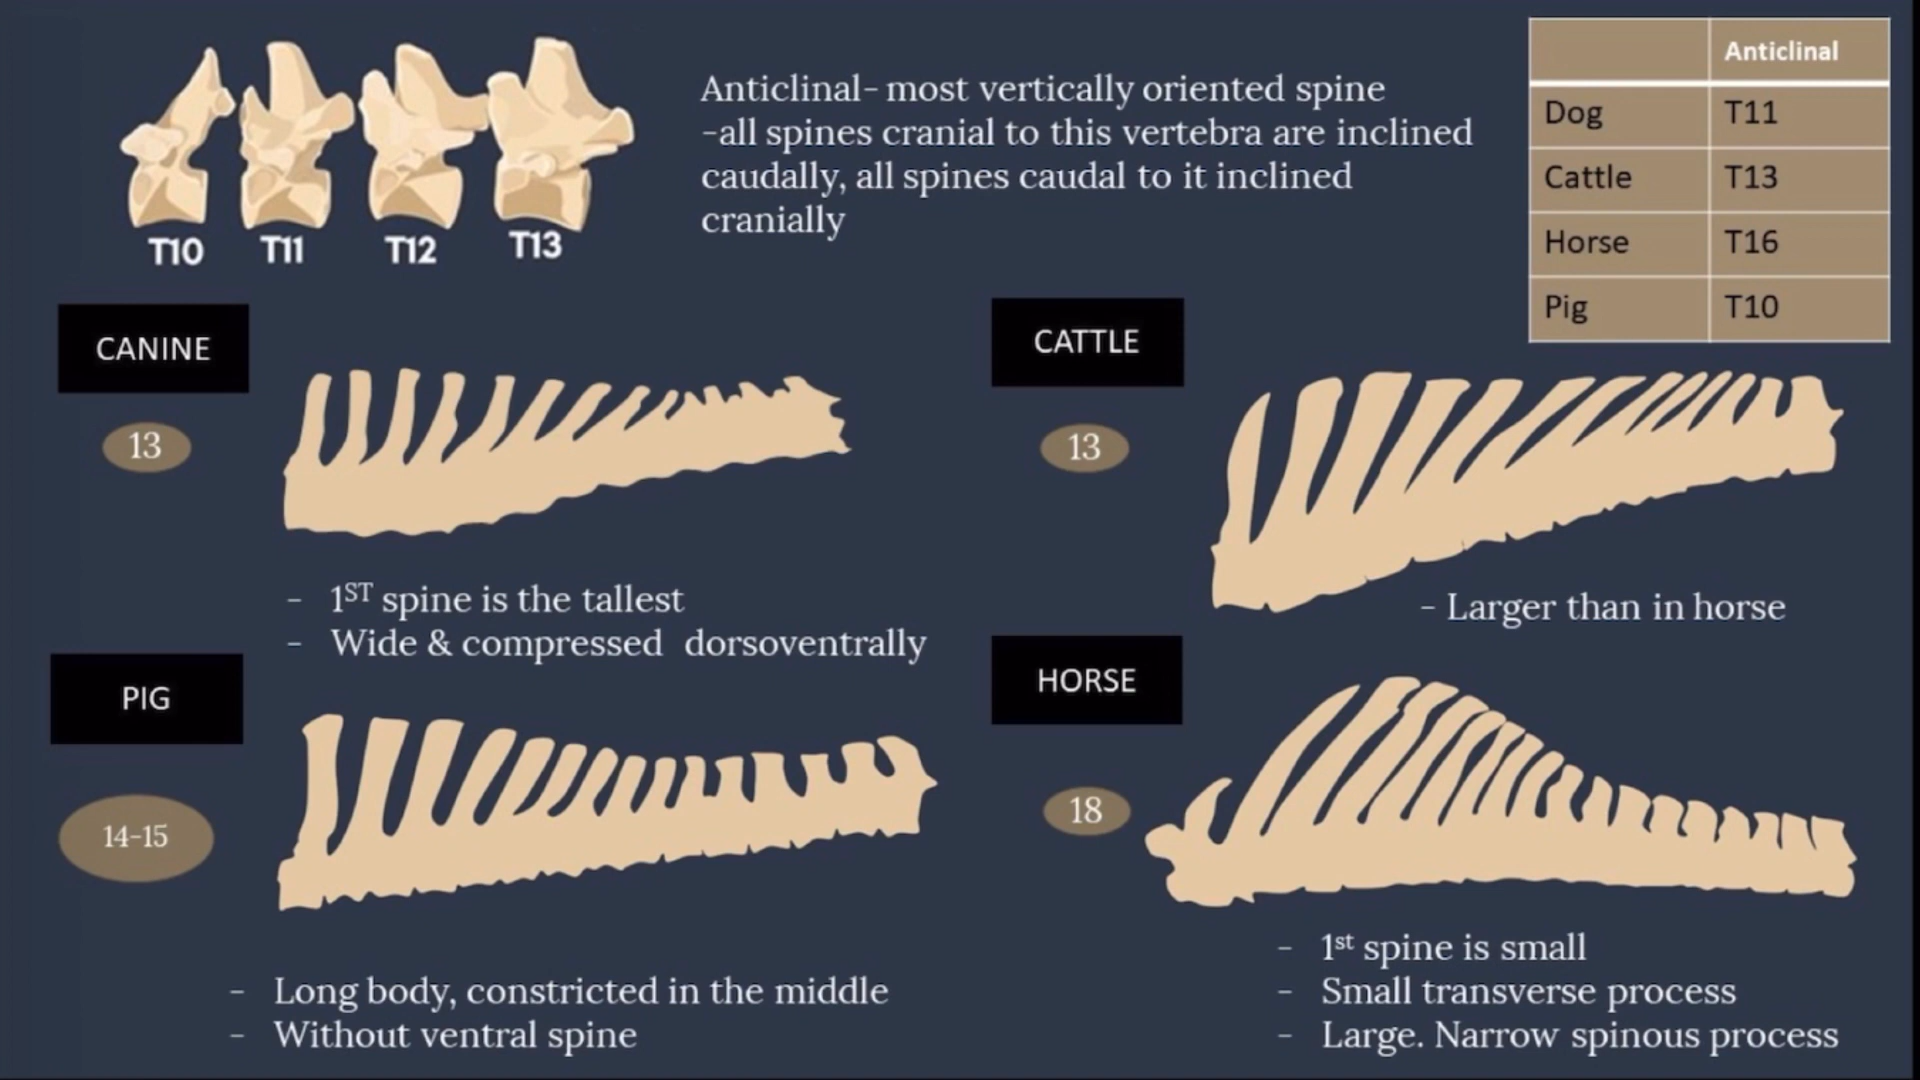 T10 T11 T12 T13
Anticlinal- most vertically oriented spine
-all spines cranial to this vertebra are inclined
caudally, all spines caudal to it inclined
cranially
Anticlinal
Dog T11
Cattle T13
Horse T16
Pig T10
CANINE
13
- 1ST spine is the tallest
- Wide & compressed dorsoventrally
CATTLE
13
- Larger than in horse
PIG
14-15
- Long body, constricted in the middle
- Without ventral spine
HORSE
18
- 1st spine is small
- Small transverse process
- Large. Narrow spinous process